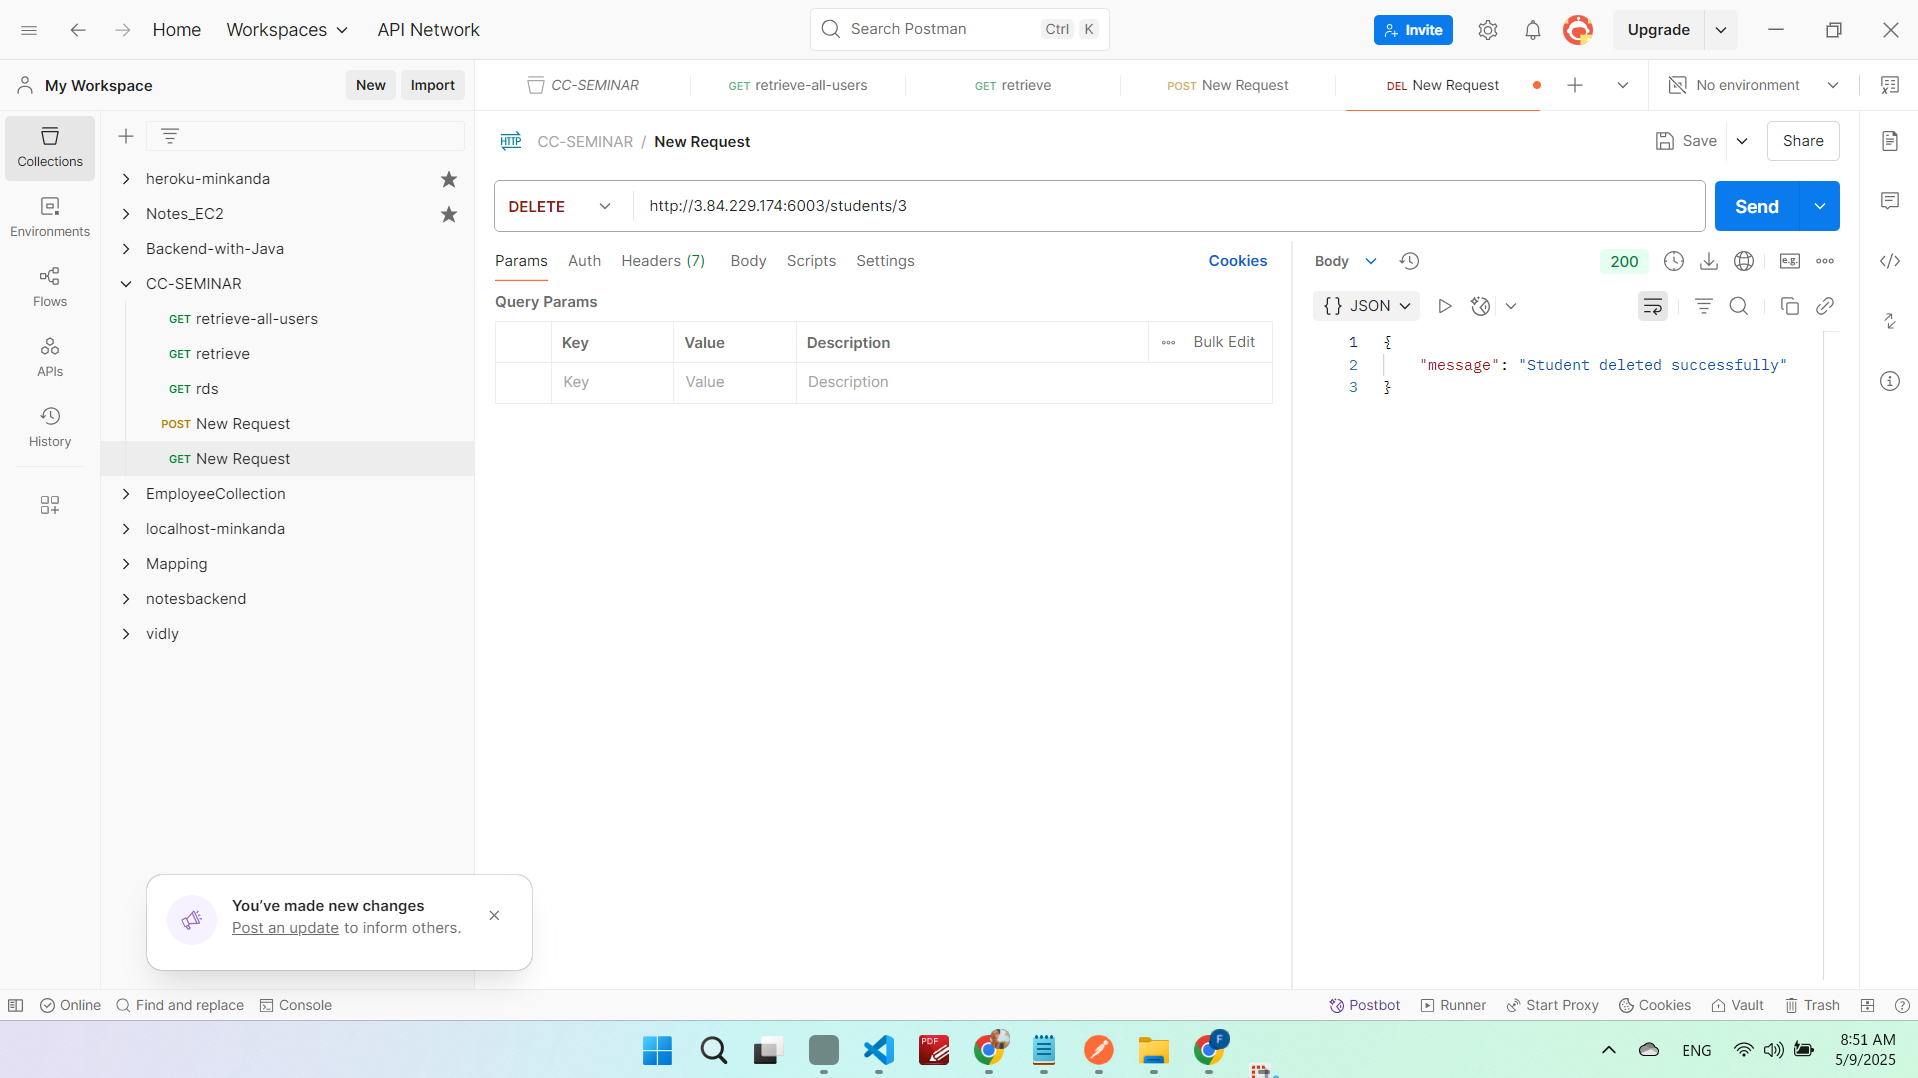 Home
Workspaces
API Network
Search Postman
Ctrl
K
Invite
Upgrade
My Workspace
New
Import
CC-SEMINAR
GET retrieve-all-users
GET retrieve
POST New Request
DEL New Request
No environment
Collections
Environments
Flows
APIs
History
heroku-minkanda
Notes_EC2
Backend-with-Java
CC-SEMINAR
GET retrieve-all-users
GET retrieve
GET rds
POST New Request
GET New Request
EmployeeCollection
localhost-minkanda
Mapping
notesbackend
vidly
HTTP
CC-SEMINAR / New Request
Save
Share
DELETE
http://3.84.229.174:6003/students/3
Send
Params
Auth
Headers (7)
Body
Scripts
Settings
Cookies
Query Params
Key
Value
Description
Bulk Edit
Key
Value
Description
Body
200
e.g.
{} JSON
1 {
2 "message": "Student deleted successfully"
3 }
You've made new changes
Post an update to inform others.
Online
Find and replace
Console
Postbot
Runner
Start Proxy
Cookies
Vault
Trash
PDF
F
ENG
8:51 AM
5/9/2025